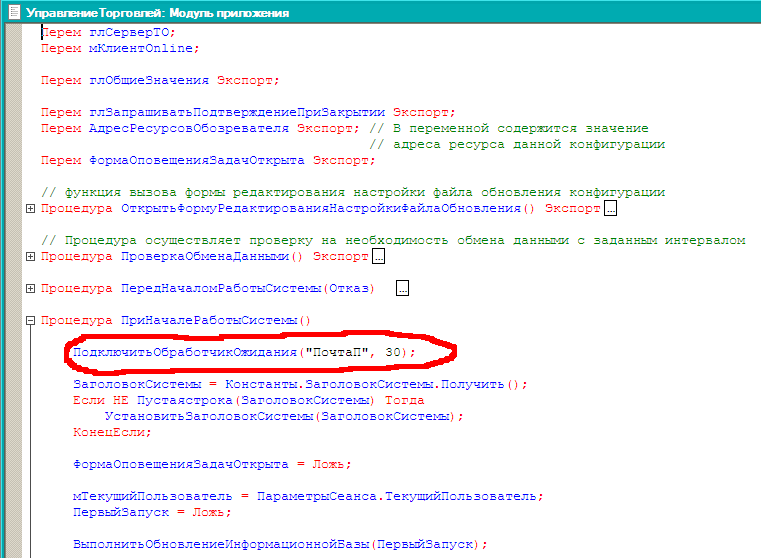 УправлениеТорговлей: Модуль приложения
Перем глСерверТО;
Перем мКлиентOnline;
Перем глОбщиеЗначения Экспорт;
Перем глЗапрашиватьПодтверждениеПриЗакрытии Экспорт;
Перем АдресРесурсовОбозревателя Экспорт; // В переменной содержится значение
// адреса ресурса данной конфигурации
Перем ФормаОповещенияЗадачОткрыта Экспорт;
// функция вызова формы редактирования настройки файла обновления конфигурации
Процедура ОткрытьФормуРедактированияНастройкиФайлаОбновления() Экспорт...
// Процедура осуществляет проверку на необходимость обмена данными с заданным интервалом
Процедура ПроверкаОбменаДанными() Экспорт...
Процедура ПередНачаломРаботыСистемы(Отказ) ...
Процедура ПриНачалеРаботыСистемы()
ПодключитьОбработчикОжидания("ПочтаП", 30);
ЗаголовокСистемы = Константы.ЗаголовокСистемы.Получить();
Если НЕ Пустаястрока(ЗаголовокСистемы) Тогда
УстановитьЗаголовокСистемы(ЗаголовокСистемы);
КонецЕсли;
ФормаОповещенияЗадачОткрыта = Ложь;
мТекущийПользователь = ПараметрыСеанса.ТекущийПользователь;
ПервыйЗапуск = Ложь;
ВыполнитьОбновлениеИнформационнойБазы(ПервыйЗапуск);